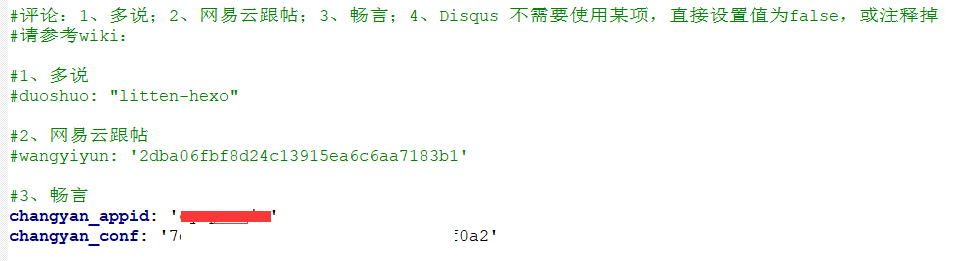 #评论：1、多说；2、网易云跟帖；3、畅言；4、Disqus 不需要使用某项，直接设置值为false，或注释掉
#请参考wiki：
#1、多说
#duoshuo: "litten-hexo"
#2、网易云跟帖
#wangyiyun: '2dba06fbf8d24c13915ea6c6aa7183b1'
#3、畅言
changyan_appid: ' '
changyan_conf: '7 f0a2'